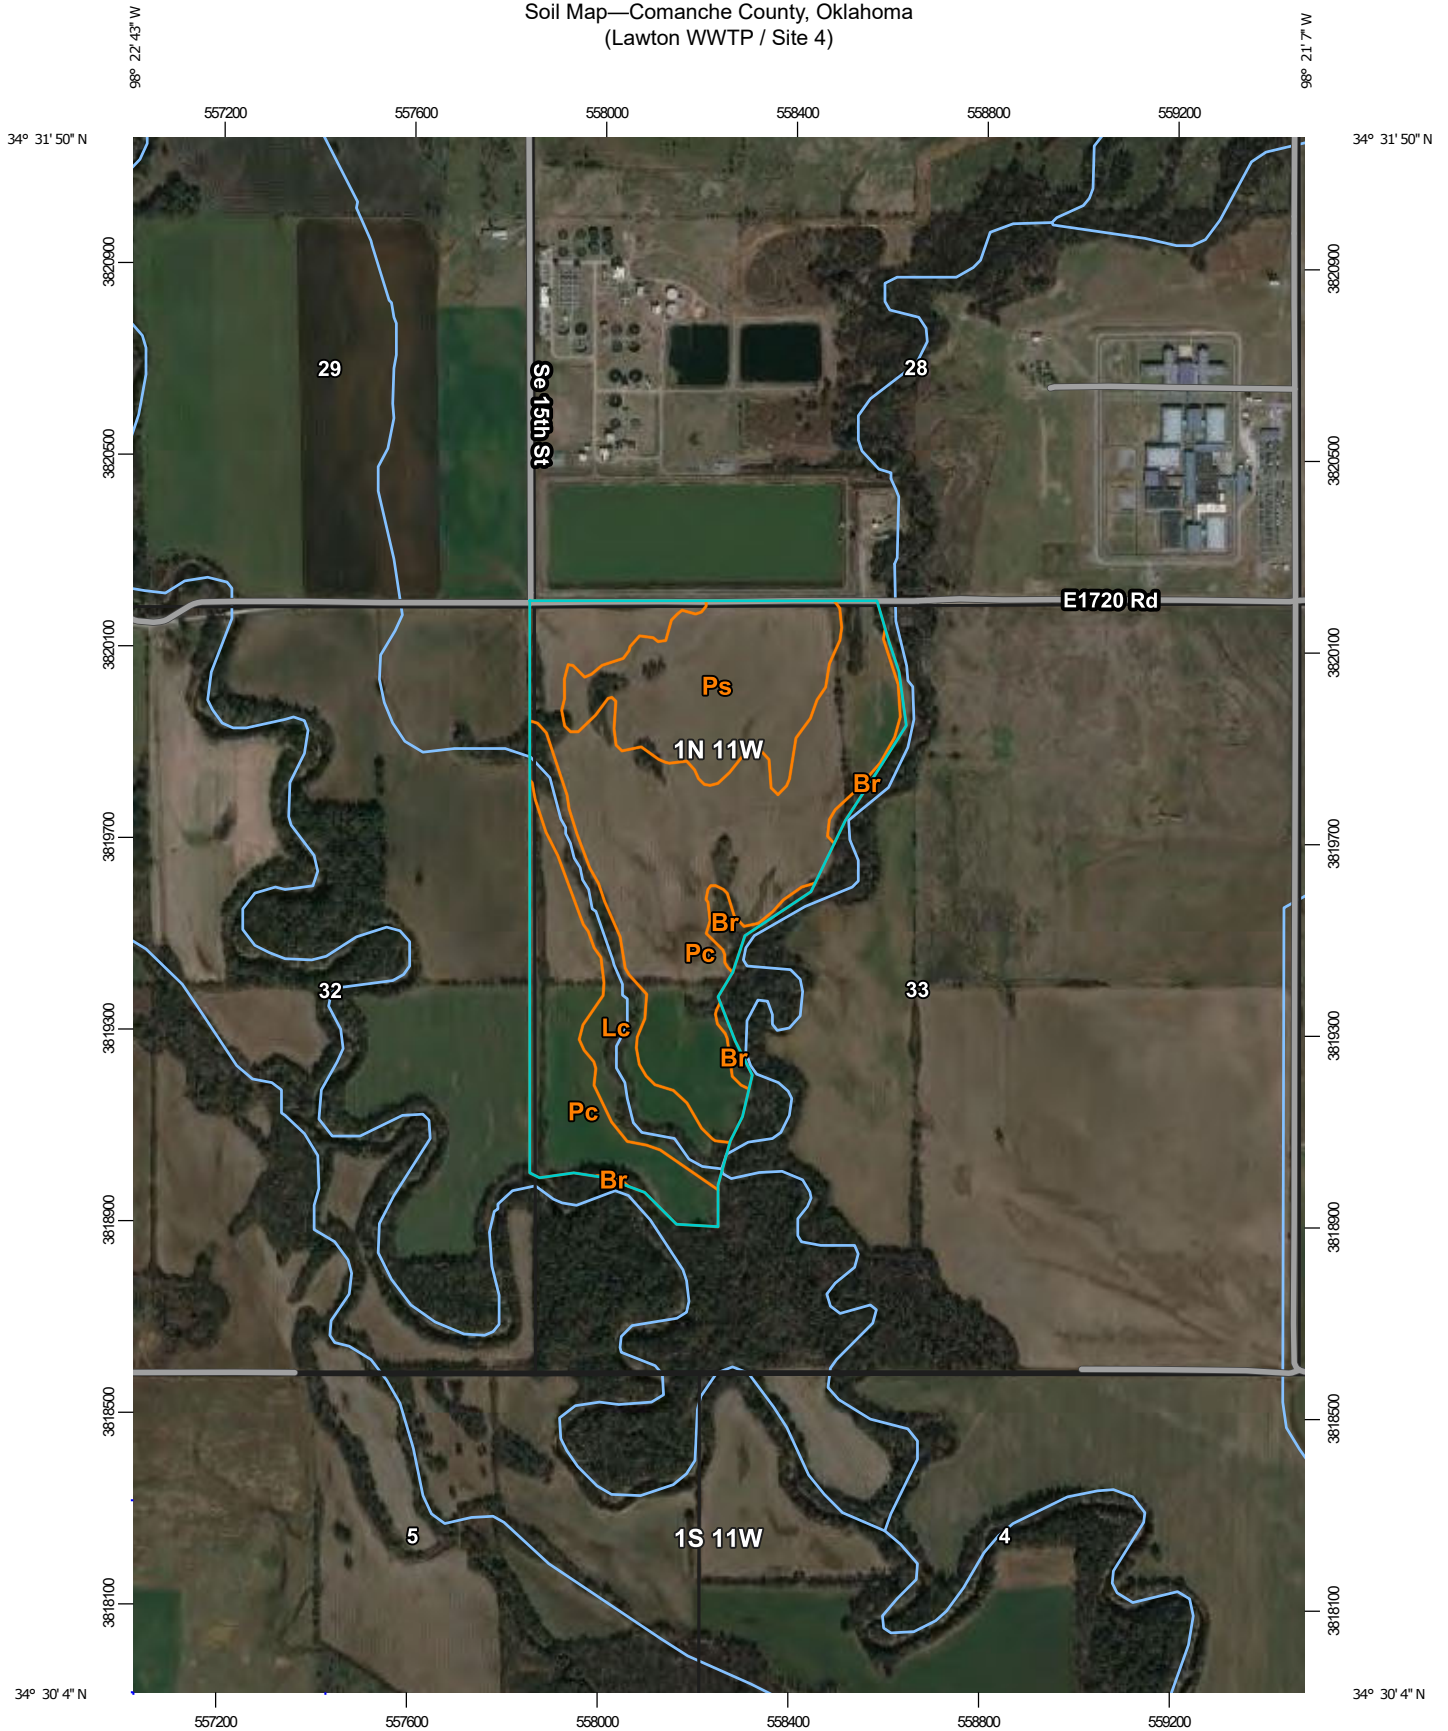 Soil Map—Comanche County, Oklahoma
(Lawton WWTP / Site 4)
98° 22' 43'' W
98° 21' 7'' W
557200 557600 558000 558400 558800 559200
34° 31' 50'' N
34° 31' 50'' N
3820900
3820900
29
28
Se 15th St
3820500
3820500
E1720 Rd
3820100
3820100
Ps
1N 11W
Br
3819700
3819700
Br
Pc
32
33
3819300
3819300
Lc
Br
Pc
Br
3818900
3818900
3818500
3818500
5
1S 11W
4
3818100
3818100
34° 30' 4'' N
34° 30' 4'' N
557200 557600 558000 558400 558800 559200